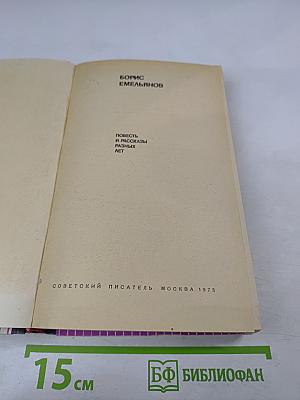 БОРИС
ЕМЕЛЬЯНОВ
ПОВЕСТЬ
И РАССКАЗЫ
РАЗНЫХ
ЛЕТ
СОВЕТСКИЙ ПИСАТЕЛЬ МОСКВА 1975
15 см
БФ БИБЛИОФАН